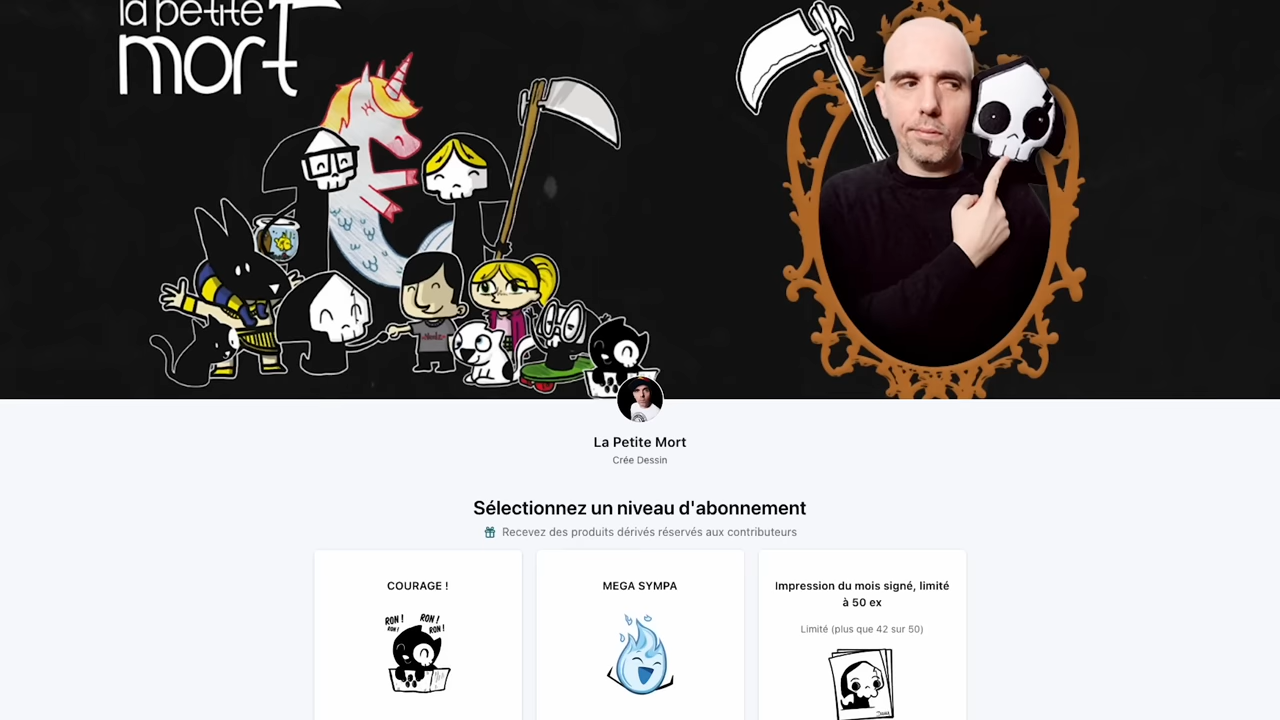 la petite
mort
La Petite Mort
Crée Dessin
Sélectionnez un niveau d'abonnement
Recevez des produits dérivés réservés aux contributeurs
COURAGE !
MEGA SYMPA
Impression du mois signé, limité
à 50 ex
Limité (plus que 42 sur 50)
RON ! RON !
RON ! RON !